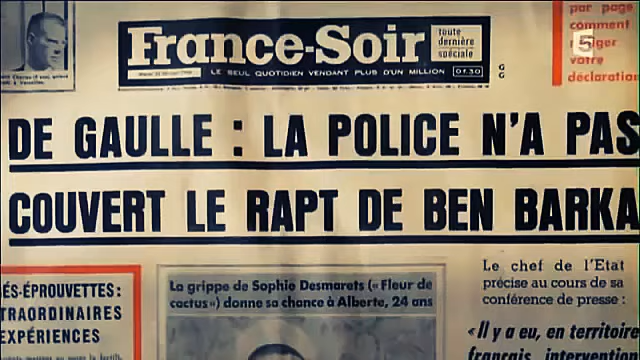 France-Soir
toute
dernière
spéciale
LE SEUL QUOTIDIEN VENDANT PLUS D'UN MILLION
0f.30
par page
comment
votre
déclaration
5
DE GAULLE : LA POLICE N'A PAS
COUVERT LE RAPT DE BEN BARKA
ÉS-ÉPROUVETTES :
TRAORDINAIRES
EXPÉRIENCES
La grippe de Sophie Desmarets (« Fleur de
cactus ») donne sa chance à Alberte, 24 ans
Le chef de l'Etat
précise au cours de sa
conférence de presse :
« Il y a eu, en territoire
français, intervention